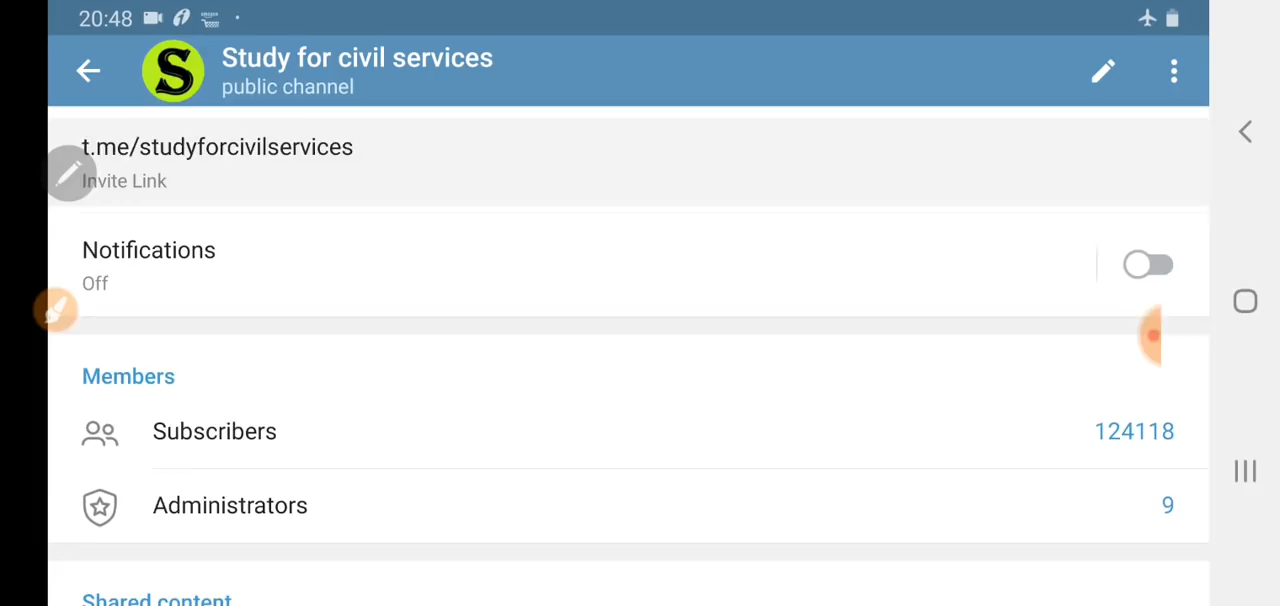 20:48
S
Study for civil services
public channel
t.me/studyforcivilservices
Invite Link
Notifications
Off
Members
Subscribers 124118
Administrators 9
Shared content